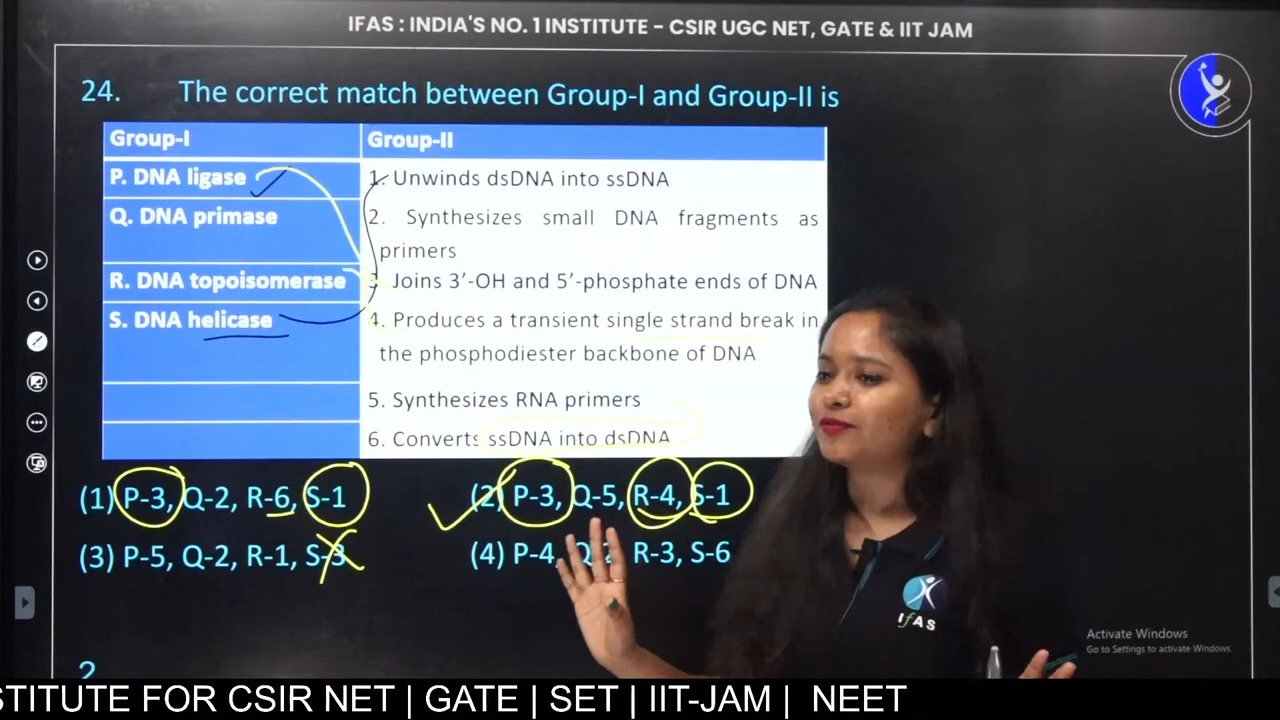 IFAS : INDIA'S NO. 1 INSTITUTE – CSIR UGC NET, GATE & IIT JAM
24. The correct match between Group-I and Group-II is
Group-I Group-II
P. DNA ligase 1. Unwinds dsDNA into ssDNA
Q. DNA primase 2. Synthesizes small DNA fragments as
primers
R. DNA topoisomerase 3. Joins 3'-OH and 5'-phosphate ends of DNA
S. DNA helicase 4. Produces a transient single strand break in
the phosphodiester backbone of DNA
5. Synthesizes RNA primers
6. Converts ssDNA into dsDNA
(1) P-3, Q-2, R-6, S-1 (2) P-3, Q-5, R-4, S-1
(3) P-5, Q-2, R-1, S-3 (4) P-4, Q-2 R-3, S-6
IfAS
Activate Windows
Go to Settings to activate Windows.
2
STITUTE FOR CSIR NET | GATE | SET | IIT-JAM | NEET